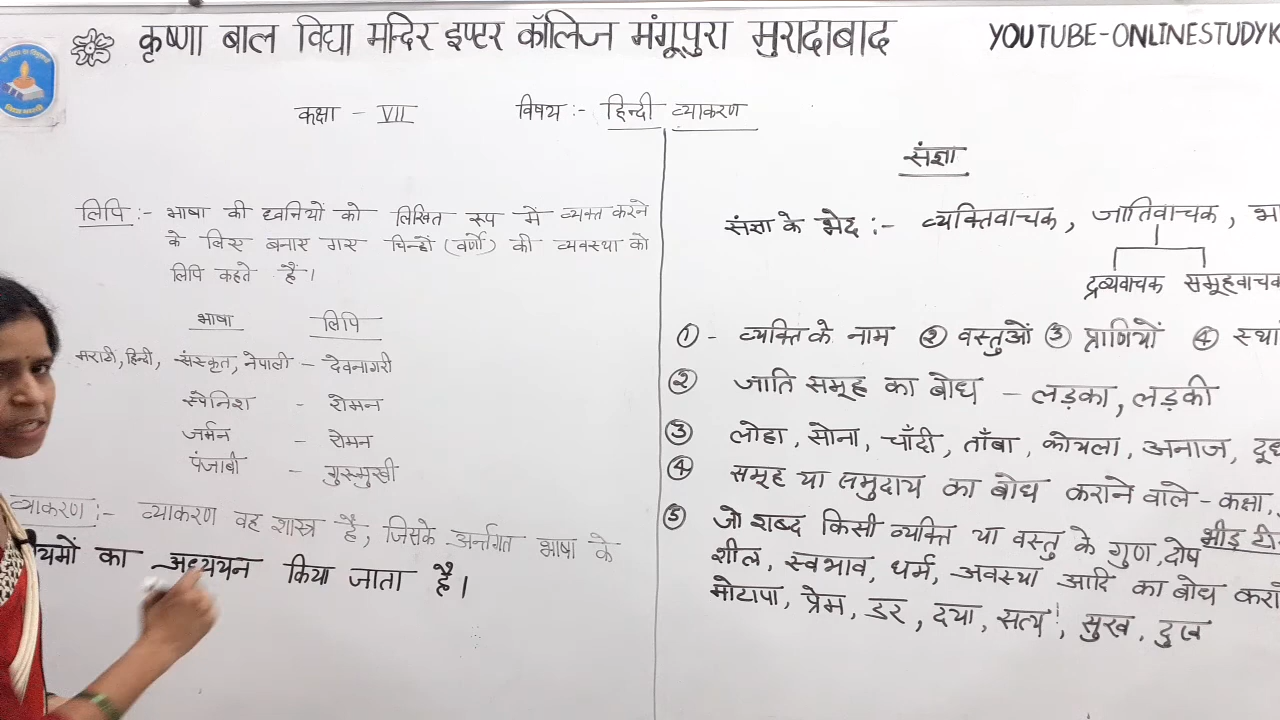 कृष्णा बाल विद्या मन्दिर इण्टर कॉलिज मंगूपुरा मुरादाबाद
YOUTUBE-ONLINESTUDYK
कक्षा - VII विषय :- हिन्दी व्याकरण
लिपि :- भाषा की ध्वनियों को लिखित रूप में व्यक्त करने
के लिए बनाए गए चिन्हों (वर्णों) की व्यवस्था को
लिपि कहते हैं।
भाषा लिपि
मराठी, हिन्दी, संस्कृत, नेपाली - देवनागरी
स्पेनिश - रोमन
जर्मन - रोमन
पंजाबी - गुरुमुखी
व्याकरण :- व्याकरण वह शास्त्र है, जिसके अर्न्तगत भाषा के
यमों का अध्ययन किया जाता है।
संज्ञा
संज्ञा के भेद :- व्यक्तिवाचक, जातिवाचक, भा
द्रव्यवाचक समूहवाचक
① - व्यक्ति के नाम ② वस्तुओं ③ प्राणियों ④ स्था
② जाति समूह का बोध - लड़का, लड़की
③ लोहा, सोना, चाँदी, ताँबा, कोयला, अनाज, दूध
④ समूह या समुदाय का बोध कराने वाले - कक्षा,
भीड़ टी
⑤ जो शब्द किसी व्यक्ति या वस्तु के गुण, दोष
शील, स्वभाव, धर्म, अवस्था आदि का बोध करा
मोटापा, प्रेम, डर, दया, सत्य, सुख, दुख